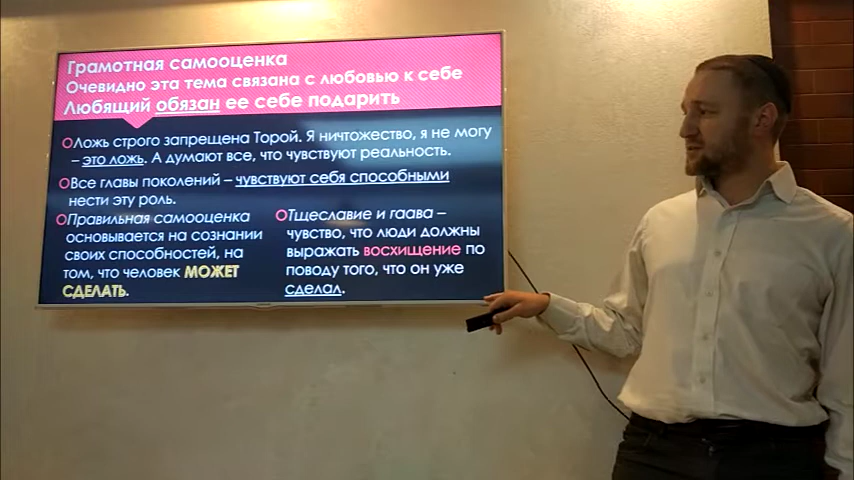 Грамотная самооценка
Очевидно эта тема связана с любовью к себе
Любящий обязан ее себе подарить
Ложь строго запрещена Торой. Я ничтожество, я не могу
– это ложь. А думают все, что чувствуют реальность.
Все главы поколений – чувствуют себя способными
нести эту роль.
Правильная самооценка
основывается на сознании
своих способностей, на
том, что человек МОЖЕТ
СДЕЛАТЬ.
Тщеславие и гаава –
чувство, что люди должны
выражать восхищение по
поводу того, что он уже
сделал.